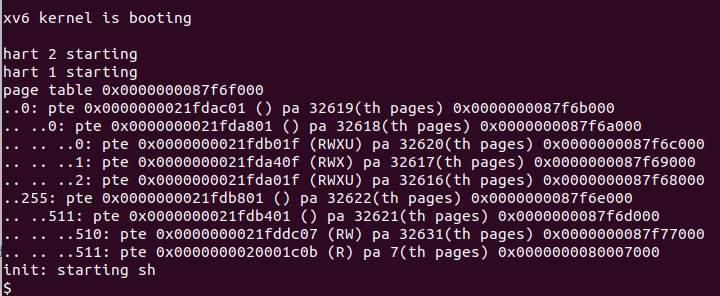 xv6 kernel is booting
hart 2 starting
hart 1 starting
page table 0x0000000087f6f000
..0: pte 0x0000000021fdac01 () pa 32619(th pages) 0x0000000087f6b000
.. ..0: pte 0x0000000021fda801 () pa 32618(th pages) 0x0000000087f6a000
.. .. ..0: pte 0x0000000021fdb01f (RWXU) pa 32620(th pages) 0x0000000087f6c000
.. .. ..1: pte 0x0000000021fda40f (RWX) pa 32617(th pages) 0x0000000087f69000
.. .. ..2: pte 0x0000000021fda01f (RWXU) pa 32616(th pages) 0x0000000087f68000
..255: pte 0x0000000021fdb801 () pa 32622(th pages) 0x0000000087f6e000
.. ..511: pte 0x0000000021fdb401 () pa 32621(th pages) 0x0000000087f6d000
.. .. ..510: pte 0x0000000021fddc07 (RW) pa 32631(th pages) 0x0000000087f77000
.. .. ..511: pte 0x0000000020001c0b (R) pa 7(th pages) 0x0000000080007000
init: starting sh
$